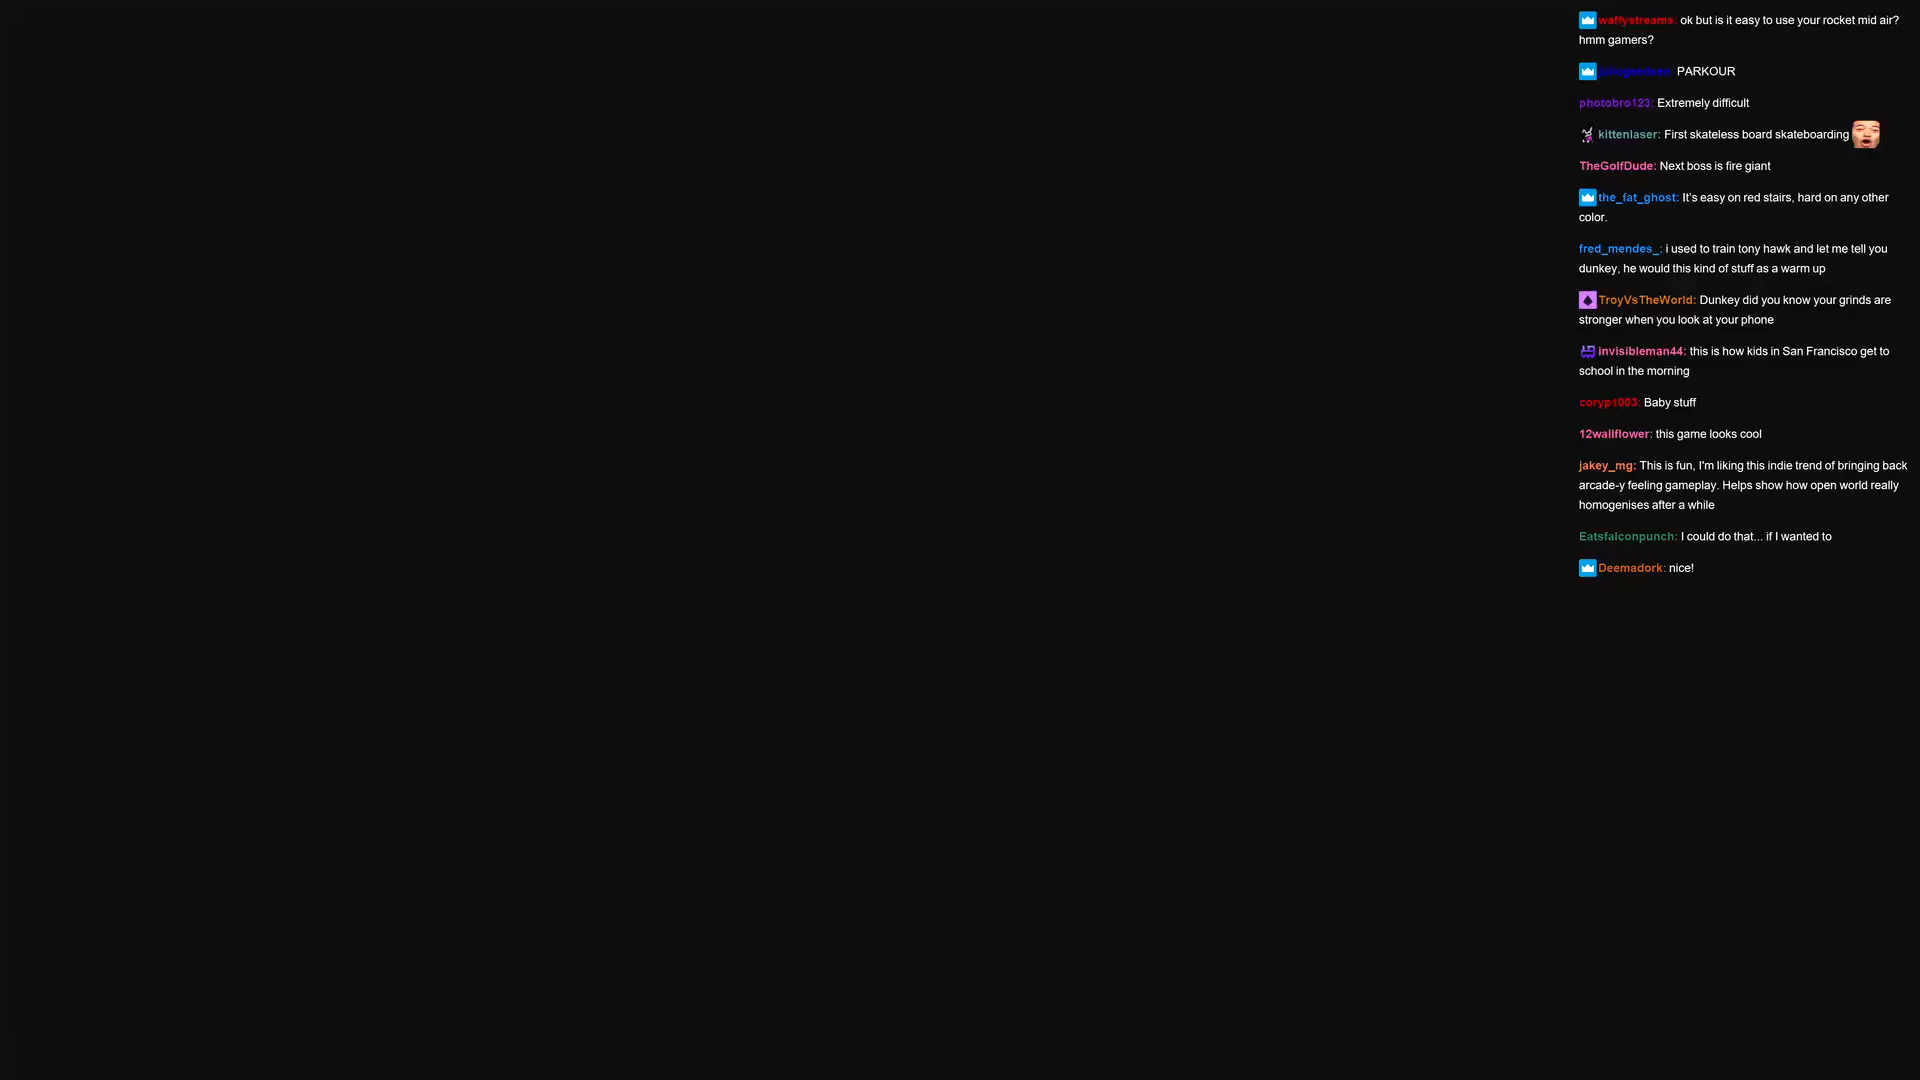 waffystreams: ok but is it easy to use your rocket mid air?
hmm gamers?
PARKOUR
photobro123: Extremely difficult
kittenlaser: First skateless board skateboarding
TheGolfDude: Next boss is fire giant
the_fat_ghost: It's easy on red stairs, hard on any other
color.
fred_mendes_: i used to train tony hawk and let me tell you
dunkey, he would this kind of stuff as a warm up
TroyVsTheWorld: Dunkey did you know your grinds are
stronger when you look at your phone
invisibleman44: this is how kids in San Francisco get to
school in the morning
coryp1003: Baby stuff
12wallflower: this game looks cool
jakey_mg: This is fun, I'm liking this indie trend of bringing back
arcade-y feeling gameplay. Helps show how open world really
homogenises after a while
Eatsfalconpunch: I could do that... if I wanted to
Deemadork: nice!